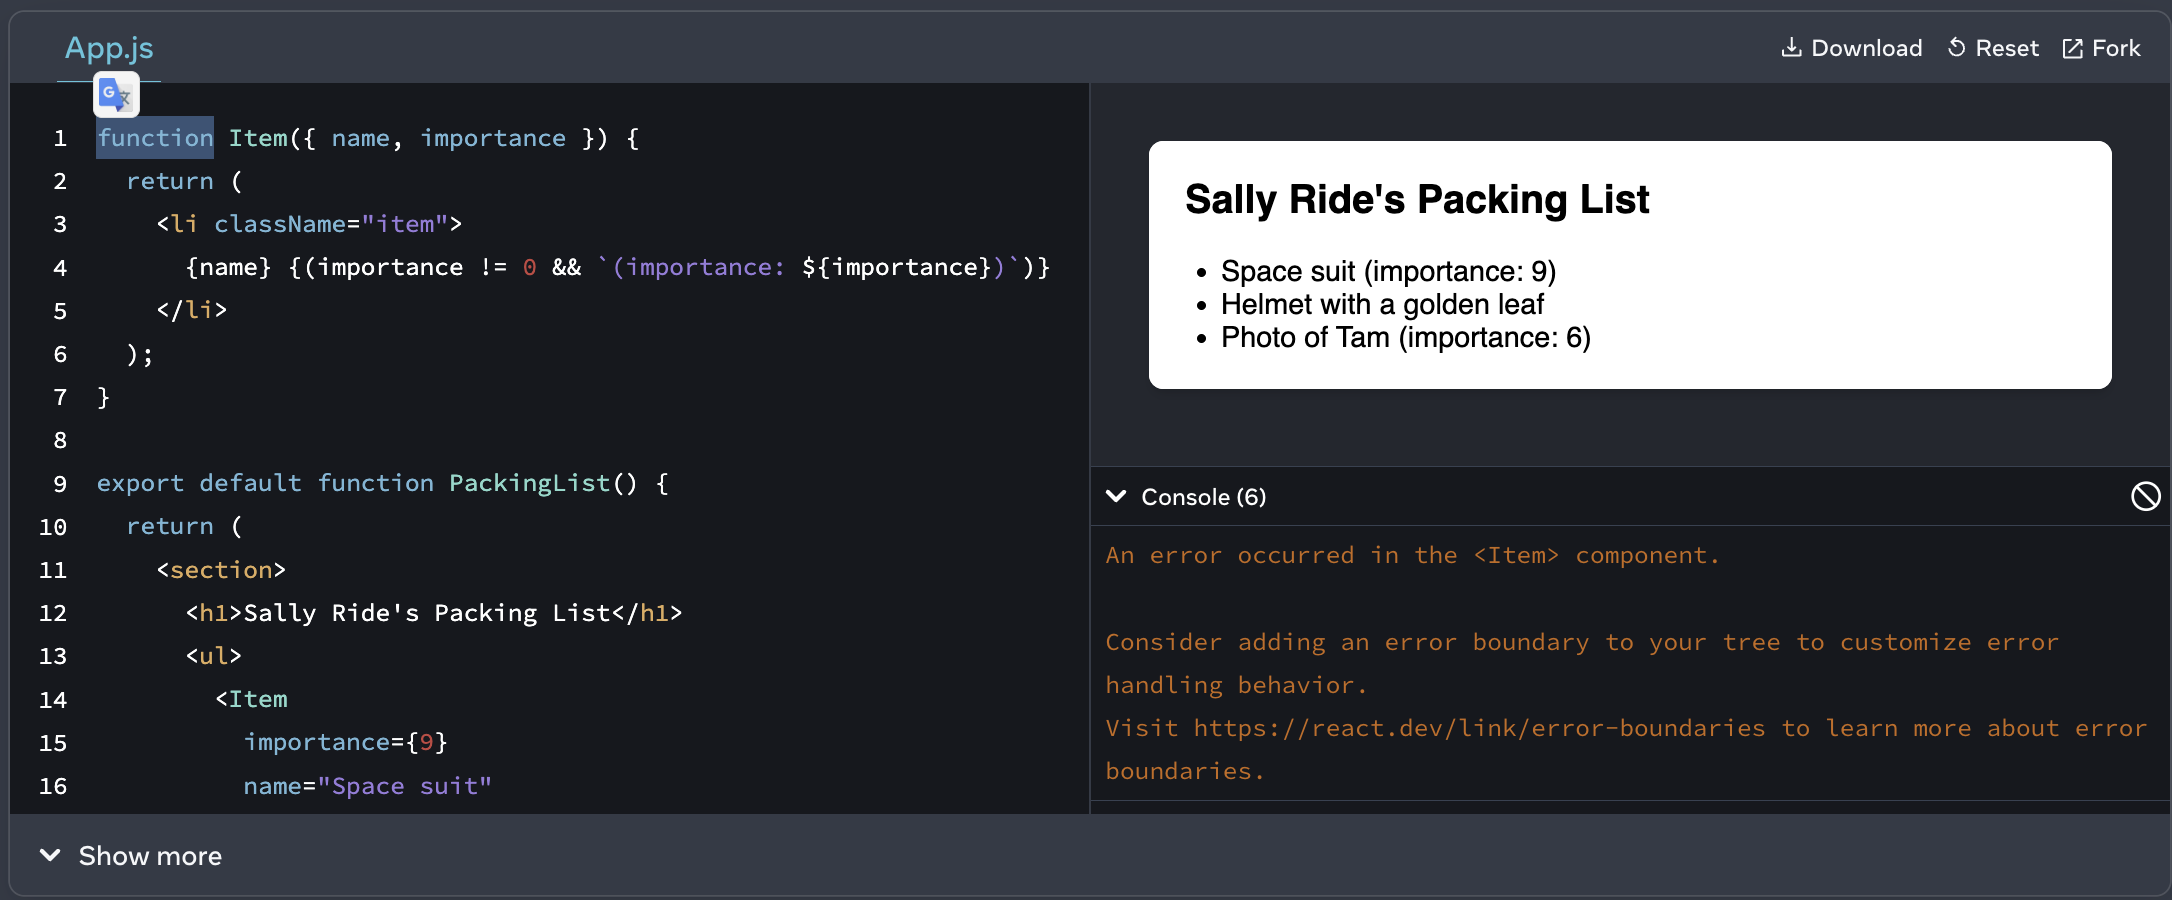 App.js
Download Reset Fork
1 function Item({ name, importance }) {
2 return (
3 <li className="item">
4 {name} {(importance != 0 && `(importance: ${importance})`)}
5 </li>
6 );
7 }
8
9 export default function PackingList() {
10 return (
11 <section>
12 <h1>Sally Ride's Packing List</h1>
13 <ul>
14 <Item
15 importance={9}
16 name="Space suit"
Show more
Sally Ride's Packing List
• Space suit (importance: 9)
• Helmet with a golden leaf
• Photo of Tam (importance: 6)
Console (6)
An error occurred in the <Item> component.
Consider adding an error boundary to your tree to customize error
handling behavior.
Visit https://react.dev/link/error-boundaries to learn more about error
boundaries.